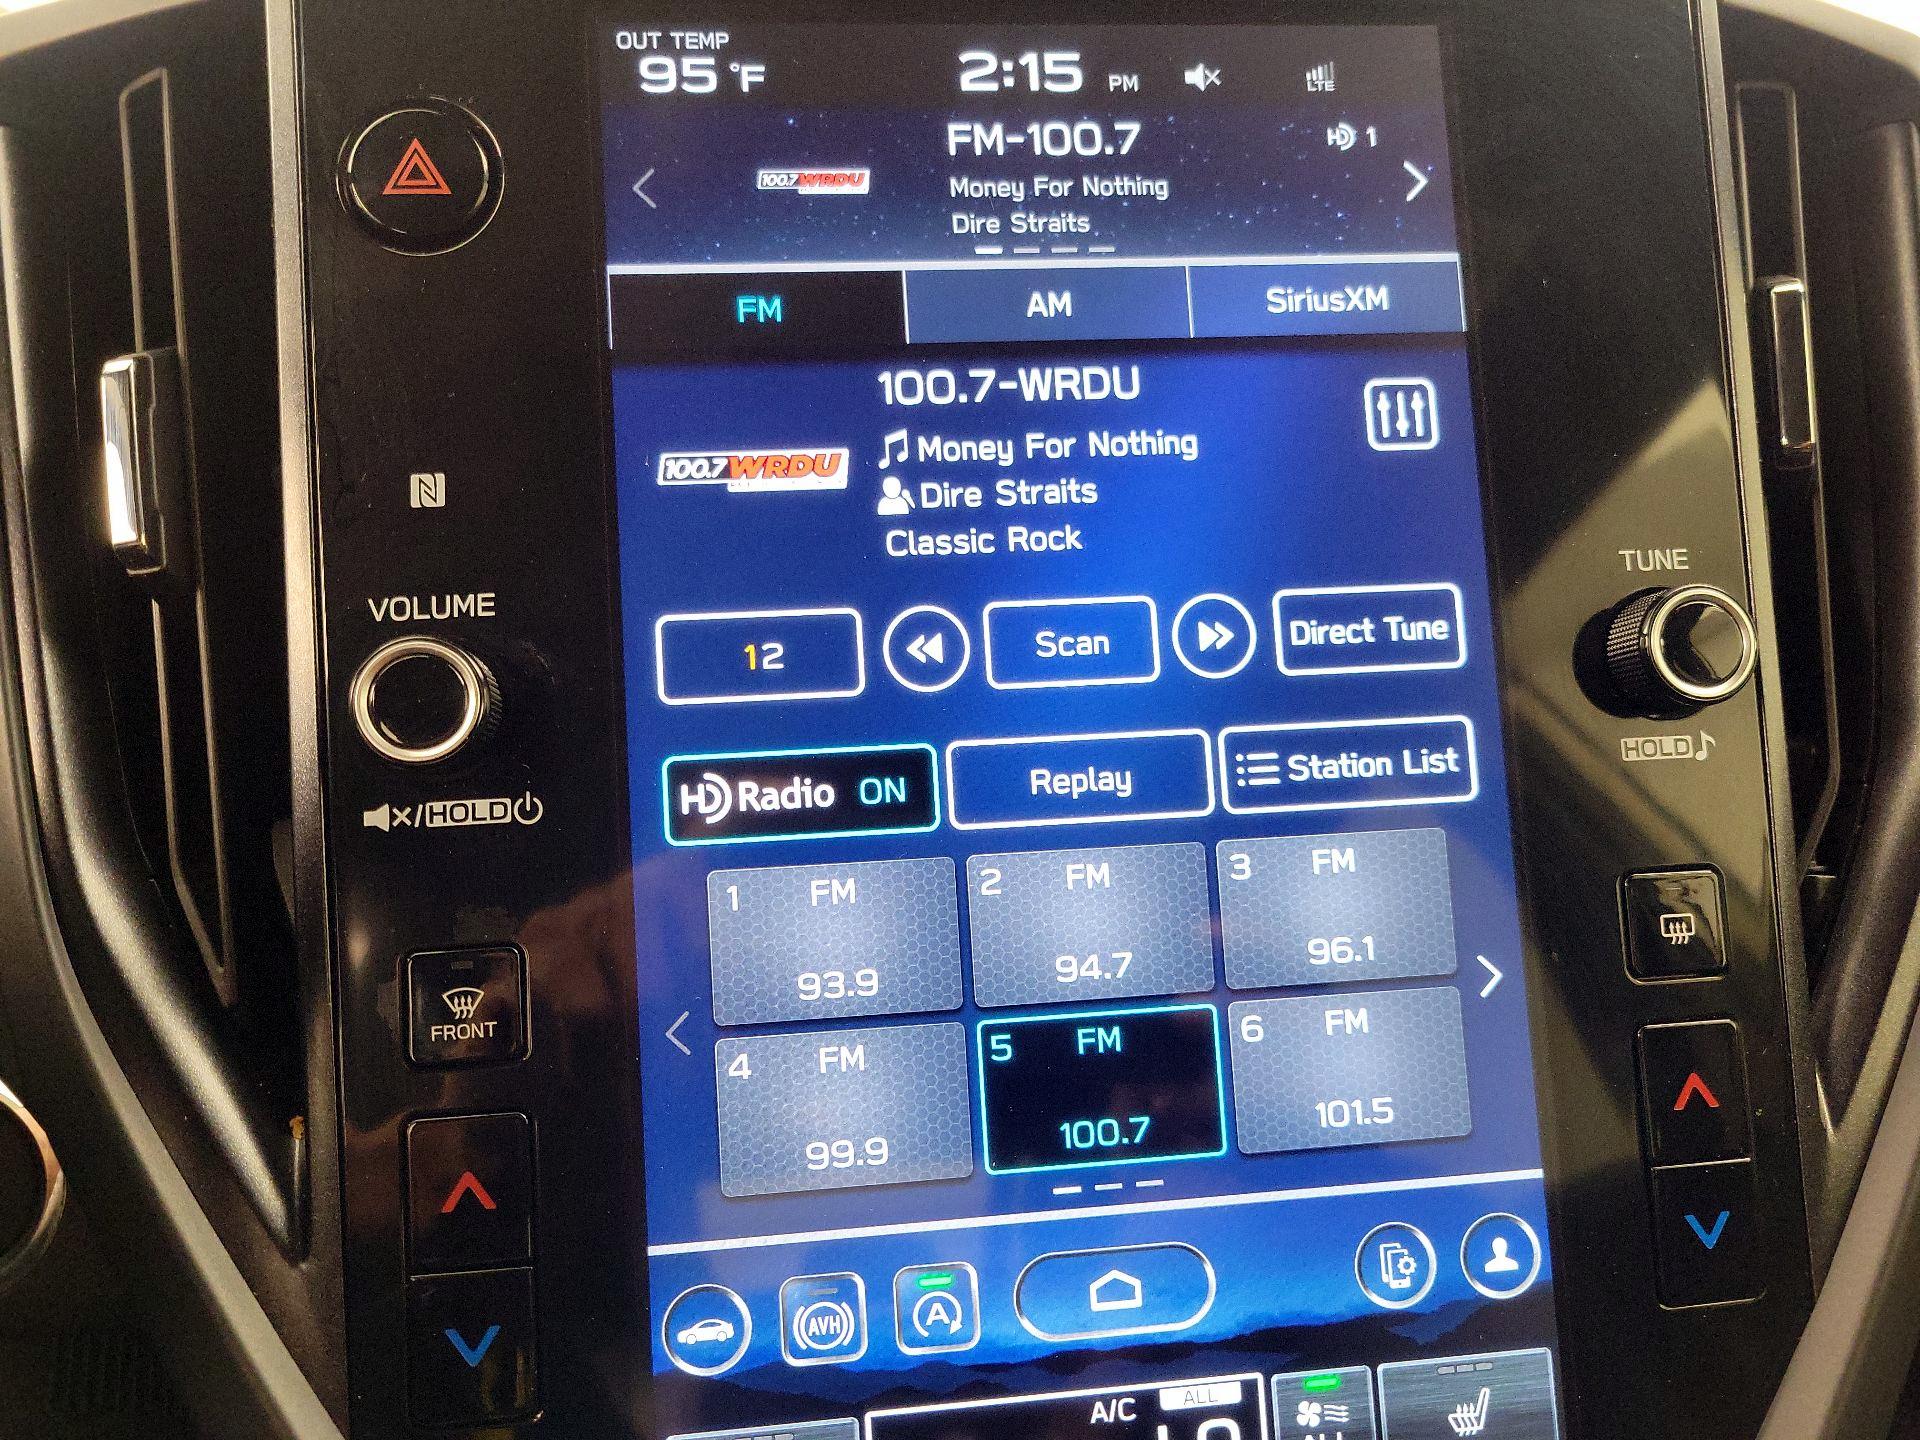 OUT TEMP
95 °F
2:15 PM
LTE
FM-100.7
HD 1
100.7 WRDU
Money For Nothing
Dire Straits
FM
AM
SiriusXM
100.7-WRDU
Money For Nothing
100.7 WRDU
Dire Straits
Classic Rock
VOLUME
TUNE
12
Scan
Direct Tune
HOLD
HD Radio ON
Replay
Station List
/HOLD
1 FM 93.9
2 FM 94.7
3 FM 96.1
FRONT
4 FM 99.9
5 FM 100.7
6 FM 101.5
AVH
A
A/C
ALL
ALL